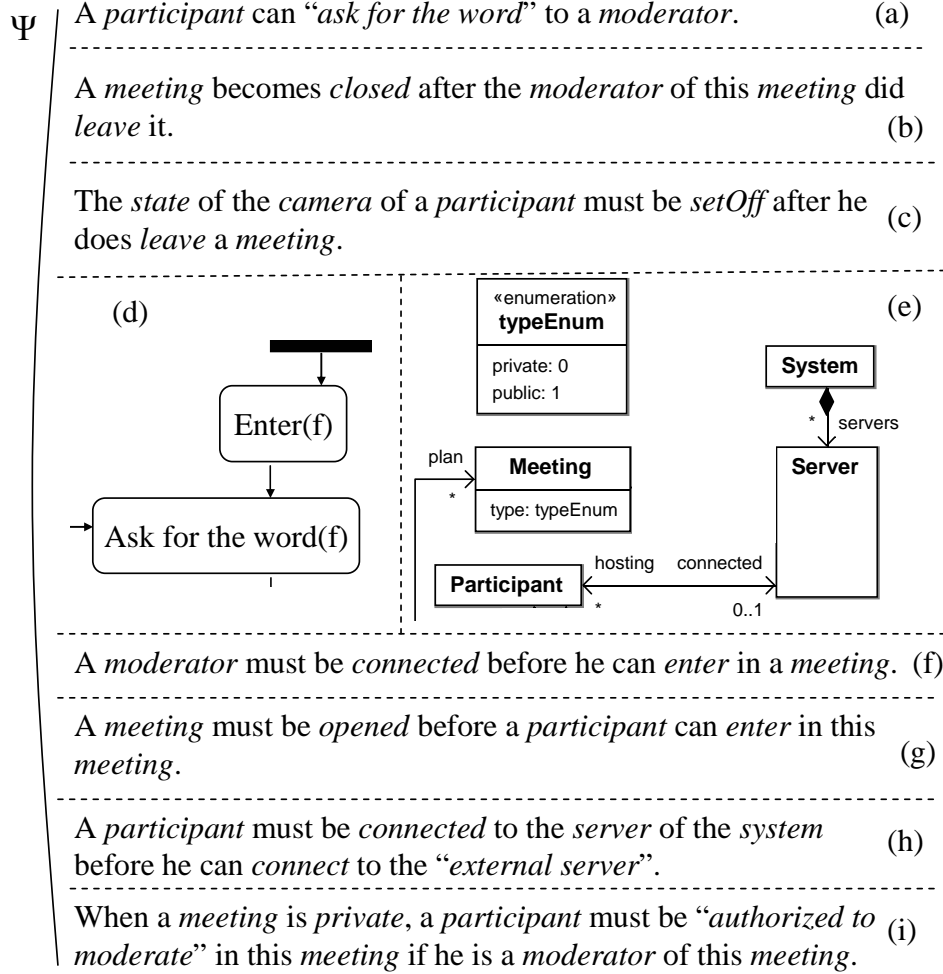 Ψ
A participant can “ask for the word” to a moderator. (a)
A meeting becomes closed after the moderator of this meeting did
leave it. (b)
The state of the camera of a participant must be setOff after he (c)
does leave a meeting.
(d)
Enter(f)
Ask for the word(f)
(e)
«enumeration»
typeEnum
private: 0
public: 1
System
* servers
Server
plan
*
Meeting
type: typeEnum
hosting connected
Participant
* 0..1
A moderator must be connected before he can enter in a meeting. (f)
A meeting must be opened before a participant can enter in this
meeting. (g)
A participant must be connected to the server of the system (h)
before he can connect to the “external server”.
When a meeting is private, a participant must be “authorized to (i)
moderate” in this meeting if he is a moderator of this meeting.